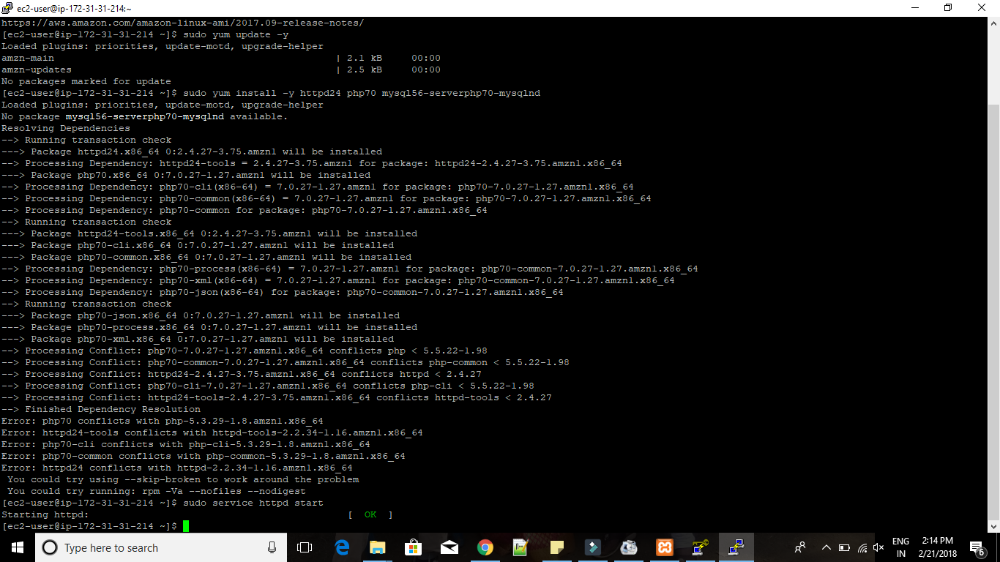 ec2-user@ip-172-31-31-214:~
https://aws.amazon.com/amazon-linux-ami/2017.09-release-notes/
[ec2-user@ip-172-31-31-214 ~]$ sudo yum update -y
Loaded plugins: priorities, update-motd, upgrade-helper
amzn-main | 2.1 kB 00:00
amzn-updates | 2.5 kB 00:00
No packages marked for update
[ec2-user@ip-172-31-31-214 ~]$ sudo yum install -y httpd24 php70 mysql56-serverphp70-mysqlnd
Loaded plugins: priorities, update-motd, upgrade-helper
No package mysql56-serverphp70-mysqlnd available.
Resolving Dependencies
--> Running transaction check
---> Package httpd24.x86_64 0:2.4.27-3.75.amzn1 will be installed
--> Processing Dependency: httpd24-tools = 2.4.27-3.75.amzn1 for package: httpd24-2.4.27-3.75.amzn1.x86_64
---> Package php70.x86_64 0:7.0.27-1.27.amzn1 will be installed
--> Processing Dependency: php70-cli(x86-64) = 7.0.27-1.27.amzn1 for package: php70-7.0.27-1.27.amzn1.x86_64
--> Processing Dependency: php70-common(x86-64) = 7.0.27-1.27.amzn1 for package: php70-7.0.27-1.27.amzn1.x86_64
--> Processing Dependency: php70-common for package: php70-7.0.27-1.27.amzn1.x86_64
--> Running transaction check
---> Package httpd24-tools.x86_64 0:2.4.27-3.75.amzn1 will be installed
---> Package php70-cli.x86_64 0:7.0.27-1.27.amzn1 will be installed
---> Package php70-common.x86_64 0:7.0.27-1.27.amzn1 will be installed
--> Processing Dependency: php70-process(x86-64) = 7.0.27-1.27.amzn1 for package: php70-common-7.0.27-1.27.amzn1.x86_64
--> Processing Dependency: php70-xml(x86-64) = 7.0.27-1.27.amzn1 for package: php70-common-7.0.27-1.27.amzn1.x86_64
--> Processing Dependency: php70-json(x86-64) for package: php70-common-7.0.27-1.27.amzn1.x86_64
--> Running transaction check
---> Package php70-json.x86_64 0:7.0.27-1.27.amzn1 will be installed
---> Package php70-process.x86_64 0:7.0.27-1.27.amzn1 will be installed
---> Package php70-xml.x86_64 0:7.0.27-1.27.amzn1 will be installed
--> Processing Conflict: php70-7.0.27-1.27.amzn1.x86_64 conflicts php < 5.5.22-1.98
--> Processing Conflict: php70-common-7.0.27-1.27.amzn1.x86_64 conflicts php-common < 5.5.22-1.98
--> Processing Conflict: httpd24-2.4.27-3.75.amzn1.x86_64 conflicts httpd < 2.4.27
--> Processing Conflict: php70-cli-7.0.27-1.27.amzn1.x86_64 conflicts php-cli < 5.5.22-1.98
--> Processing Conflict: httpd24-tools-2.4.27-3.75.amzn1.x86_64 conflicts httpd-tools < 2.4.27
--> Finished Dependency Resolution
Error: php70 conflicts with php-5.3.29-1.8.amzn1.x86_64
Error: httpd24-tools conflicts with httpd-tools-2.2.34-1.16.amzn1.x86_64
Error: php70-cli conflicts with php-cli-5.3.29-1.8.amzn1.x86_64
Error: php70-common conflicts with php-common-5.3.29-1.8.amzn1.x86_64
Error: httpd24 conflicts with httpd-2.2.34-1.16.amzn1.x86_64
You could try using --skip-broken to work around the problem
You could try running: rpm -Va --nofiles --nodigest
[ec2-user@ip-172-31-31-214 ~]$ sudo service httpd start
Starting httpd: [ OK ]
[ec2-user@ip-172-31-31-214 ~]$
Type here to search
ENG
IN
2:14 PM
2/21/2018
6